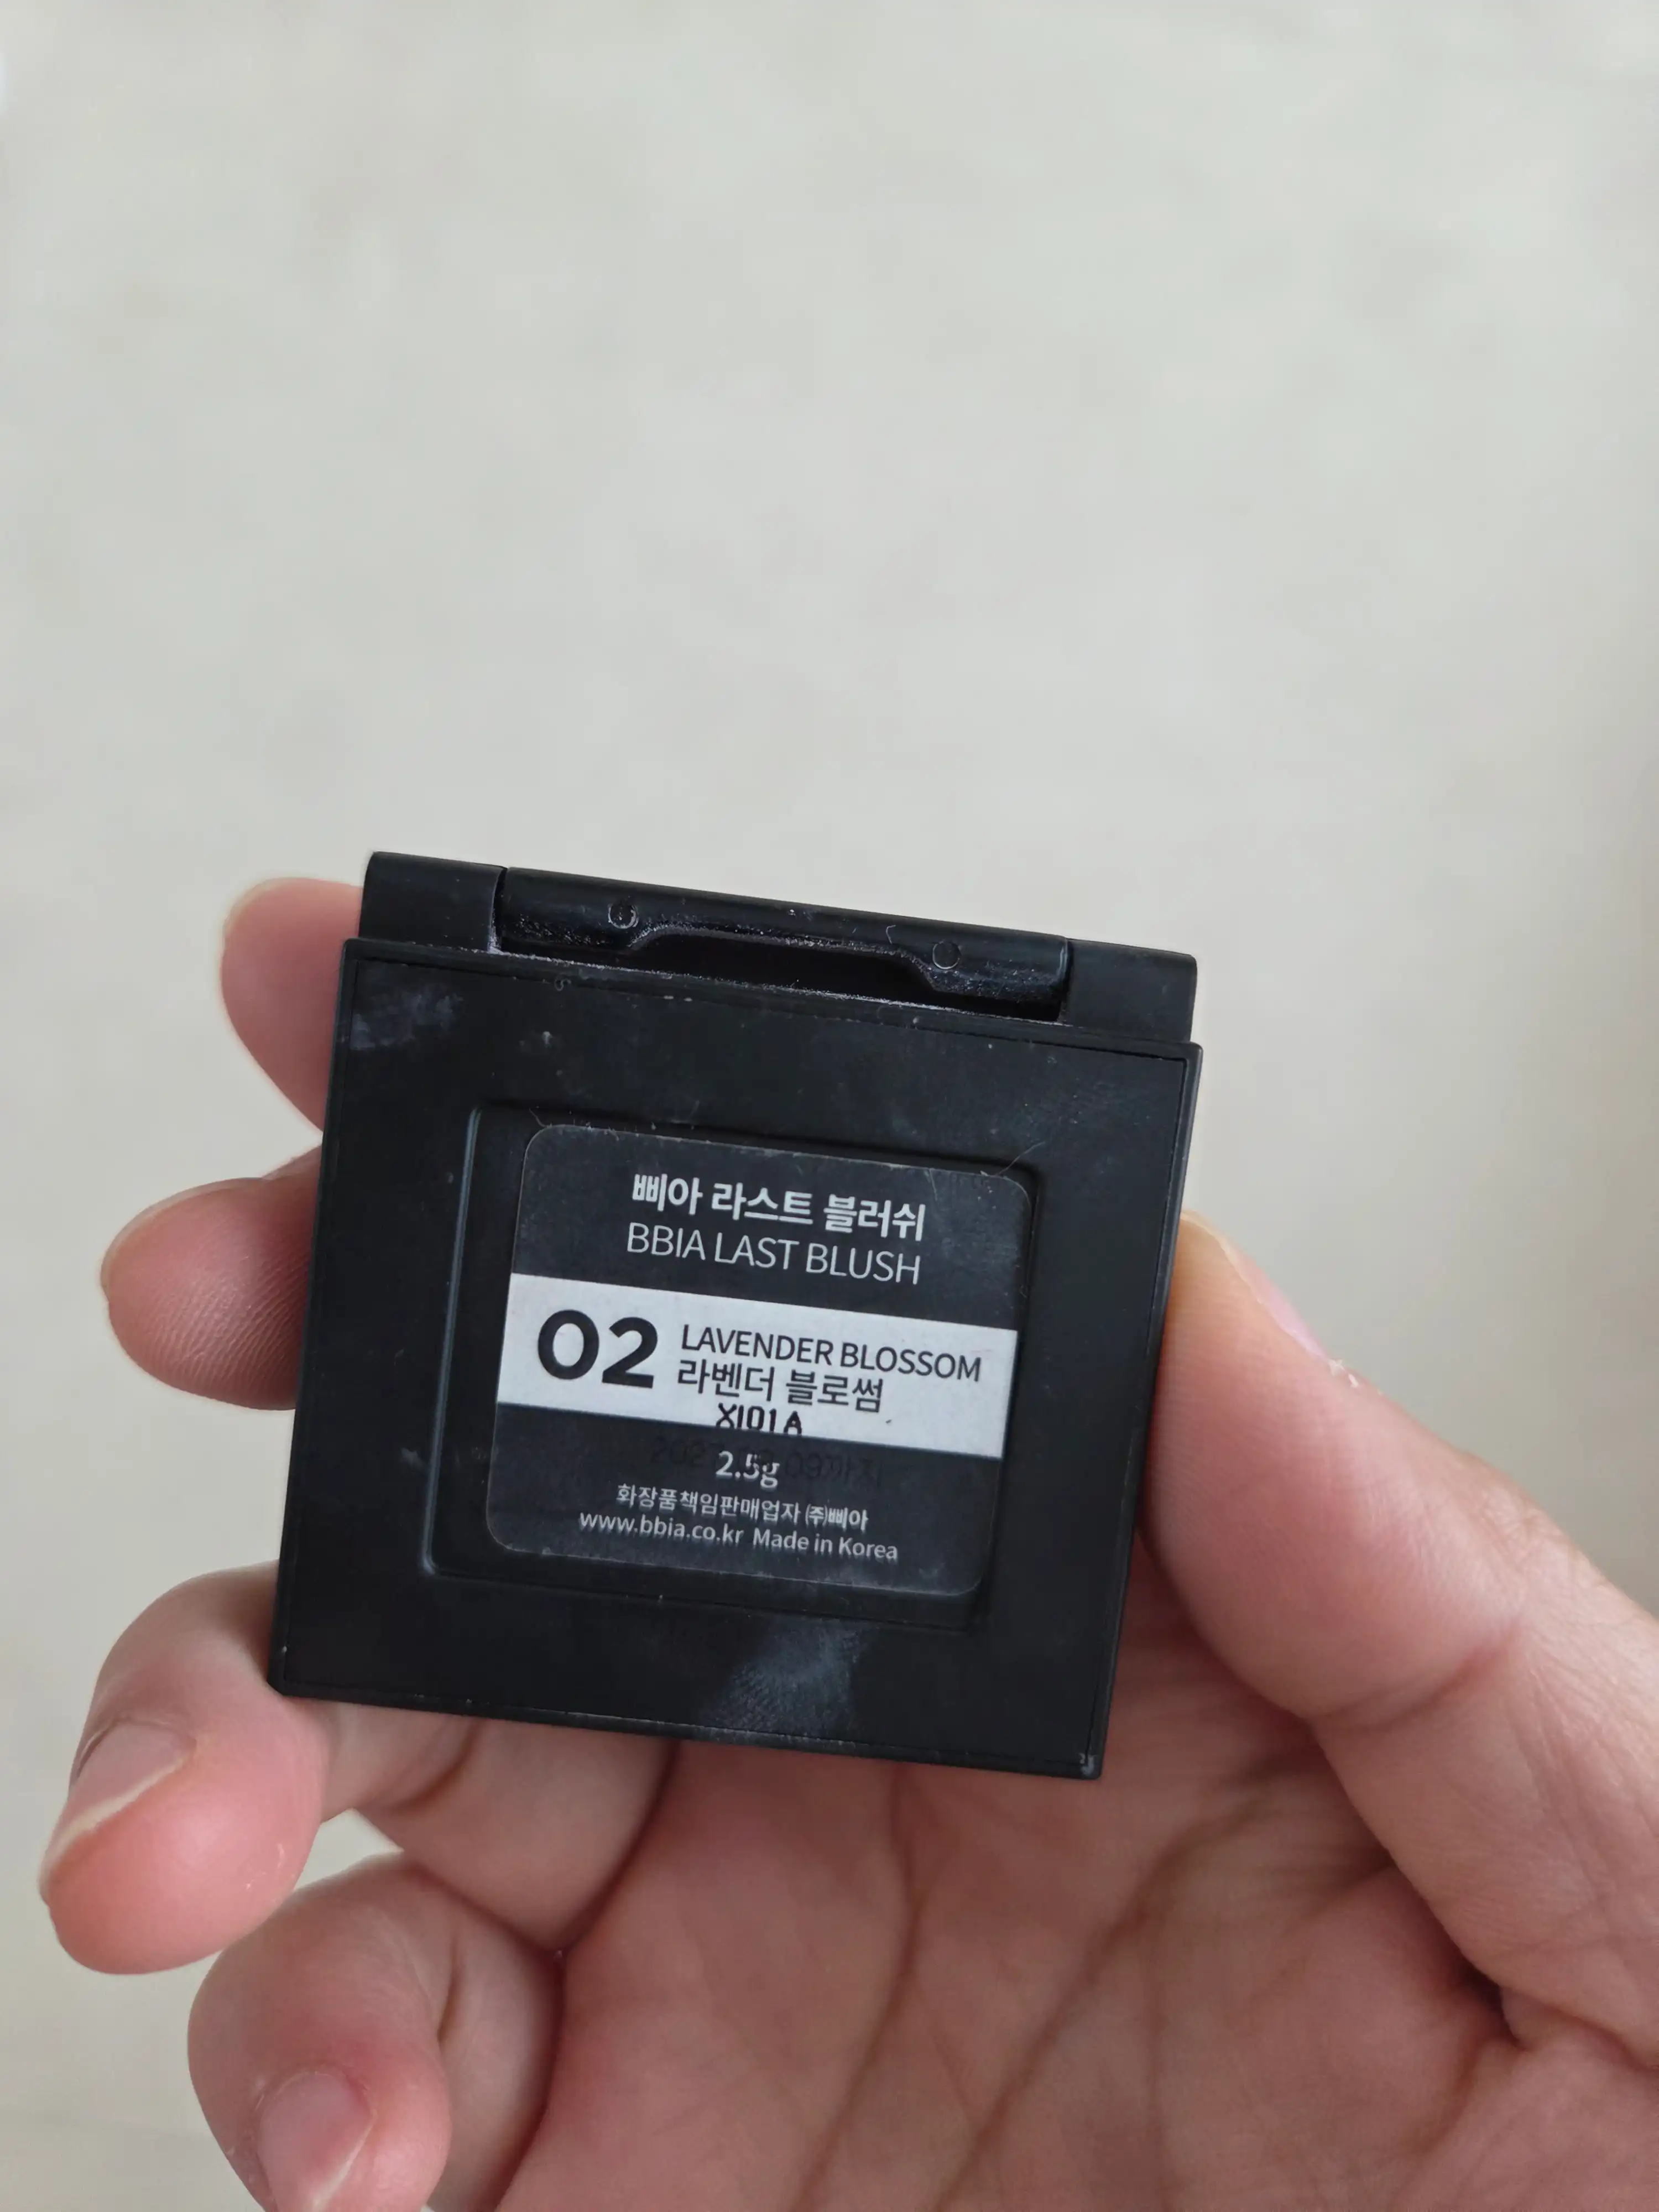 삐아 라스트 블러쉬
BBIA LAST BLUSH
02 LAVENDER BLOSSOM
라벤더 블로썸
XI01A
2.5g
화장품책임판매업자 ㈜삐아
www.bbia.co.kr Made in Korea